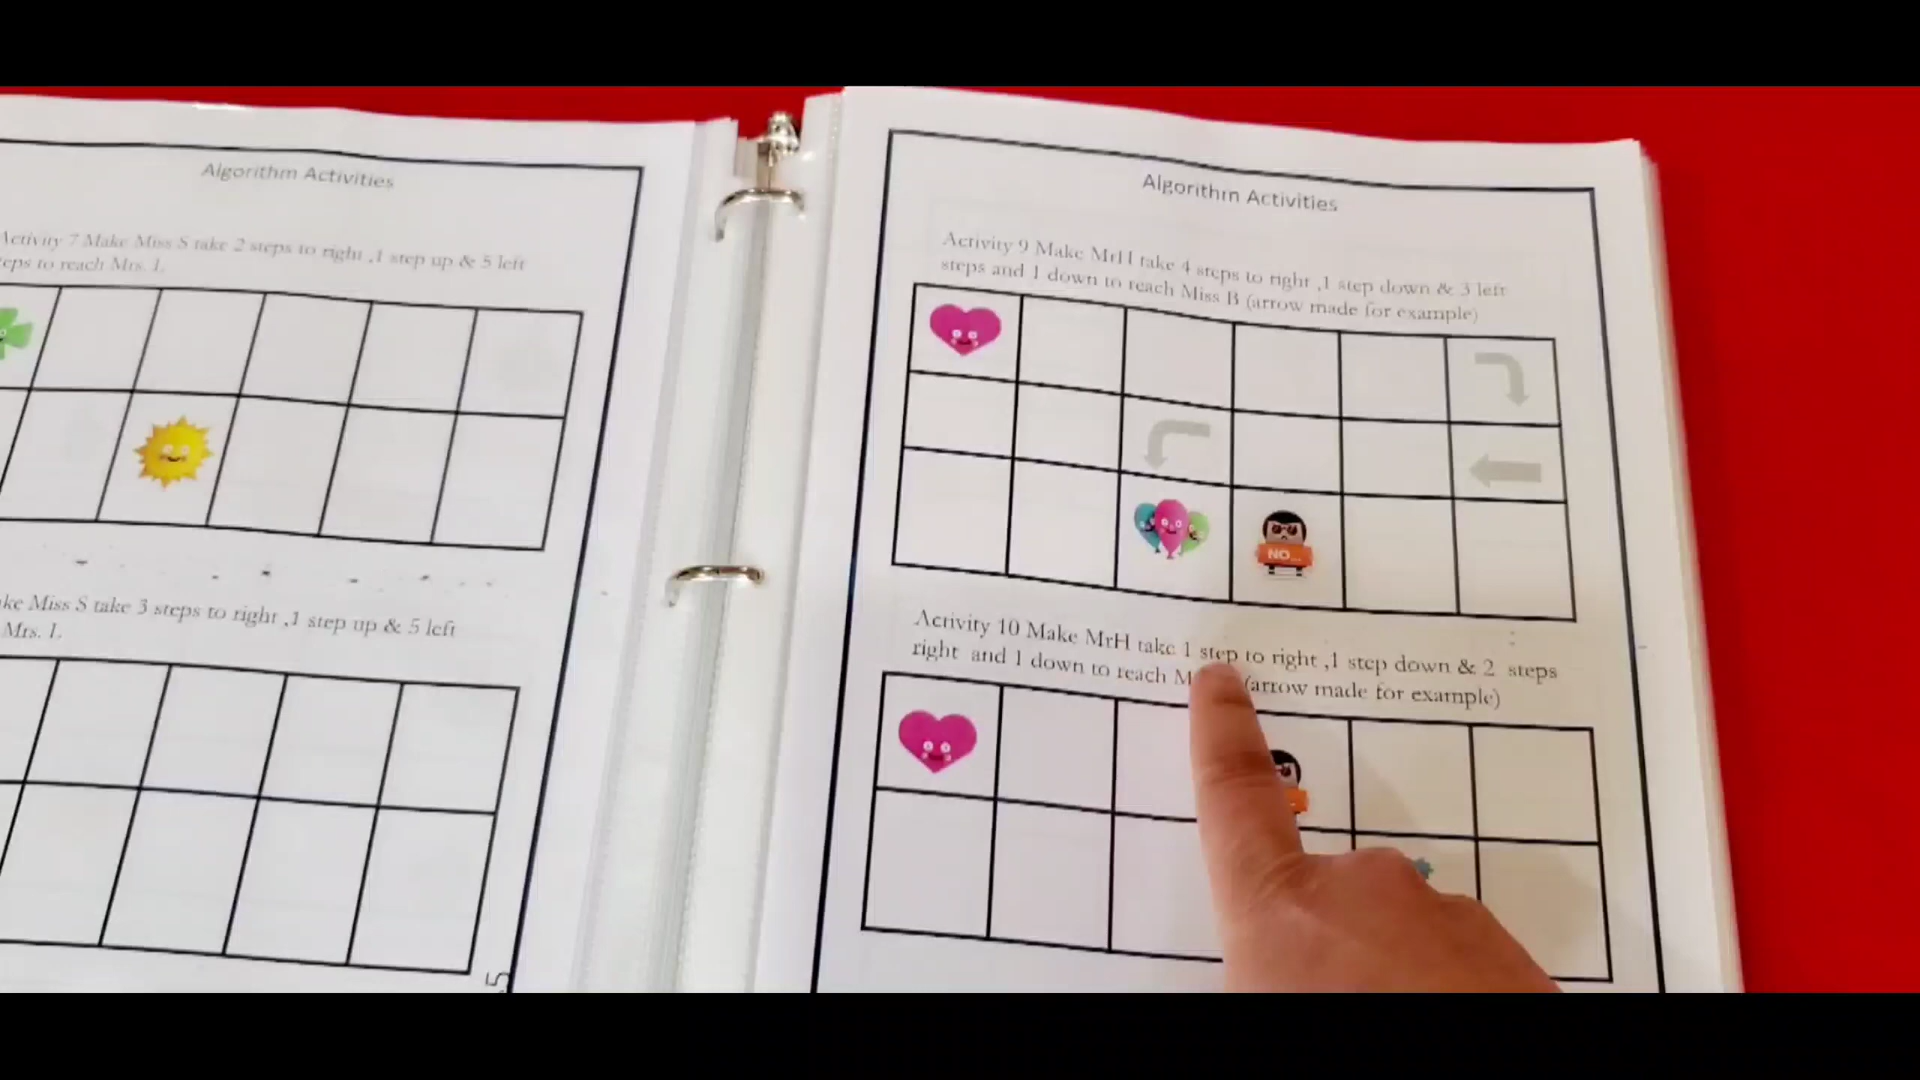 Algorithm Activities
Activity 7 Make Miss S take 2 steps to right ,1 step up & 5 left
eps to reach Mrs. L
ke Miss S take 3 steps to right ,1 step up & 5 left
Mrs. L
5
Algorithm Activities
Activity 9 Make MrH take 4 steps to right ,1 step down & 3 left
steps and 1 down to reach Miss B (arrow made for example)
NO...
Activity 10 Make MrH take 1 step to right ,1 step down & 2 steps
right and 1 down to reach M (arrow made for example)